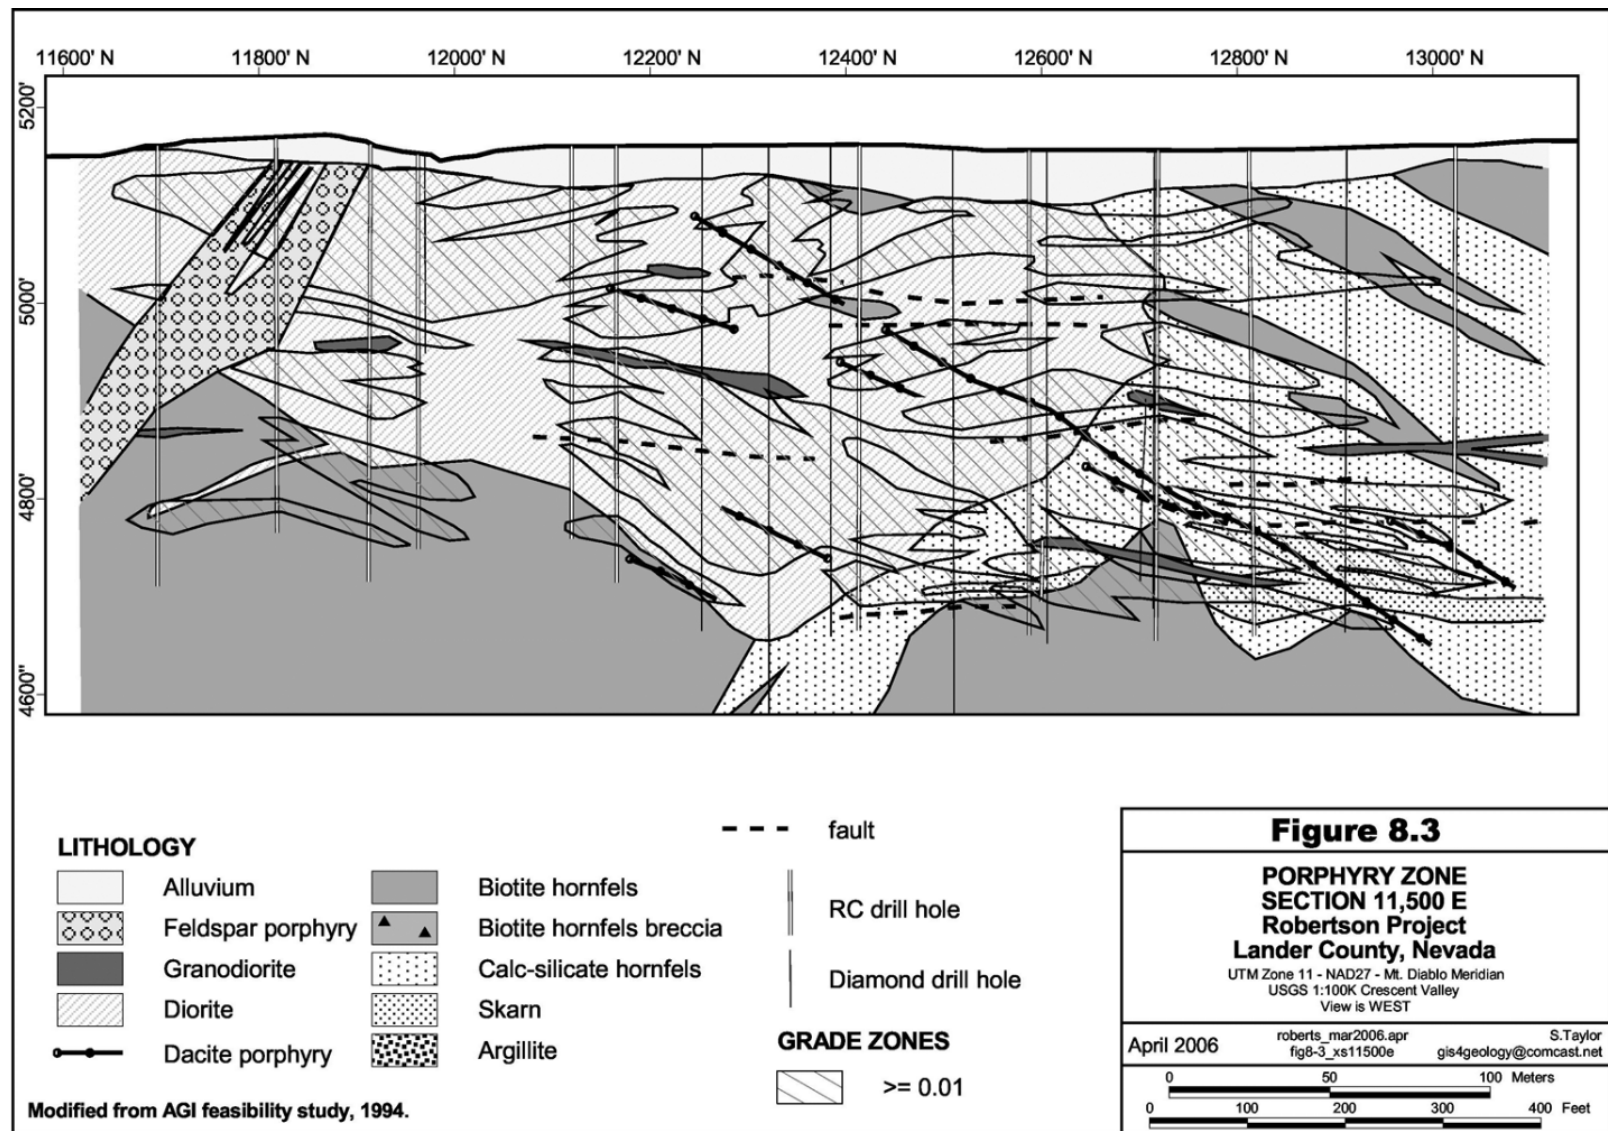 11600' N 11800' N 12000' N 12200' N 12400' N 12600' N 12800' N 13000' N
5200'
5000'
4800'
4600"
LITHOLOGY
Alluvium
Feldspar porphyry
Granodiorite
Diorite
Dacite porphyry
Biotite hornfels
Biotite hornfels breccia
Calc-silicate hornfels
Skarn
Argillite
fault
RC drill hole
Diamond drill hole
GRADE ZONES
>= 0.01
Modified from AGI feasibility study, 1994.
Figure 8.3
PORPHYRY ZONE
SECTION 11,500 E
Robertson Project
Lander County, Nevada
UTM Zone 11 - NAD27 - Mt. Diablo Meridian
USGS 1:100K Crescent Valley
View is WEST
April 2006
roberts_mar2006.apr
fig8-3_xs11500e
S.Taylor
gis4geology@comcast.net
0 50 100 Meters
0 100 200 300 400 Feet